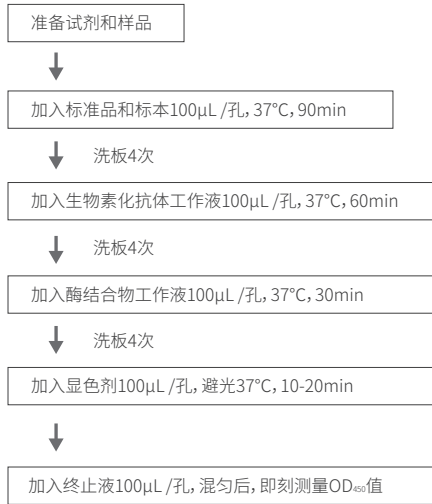 准备试剂和样品
加入标准品和标本100μL /孔, 37°C, 90min
洗板4次
加入生物素化抗体工作液100μL /孔, 37°C, 60min
洗板4次
加入酶结合物工作液100μL /孔, 37°C, 30min
洗板4次
加入显色剂100μL /孔, 避光37°C, 10-20min
加入终止液100μL /孔, 混匀后, 即刻测量OD₄₅₀值